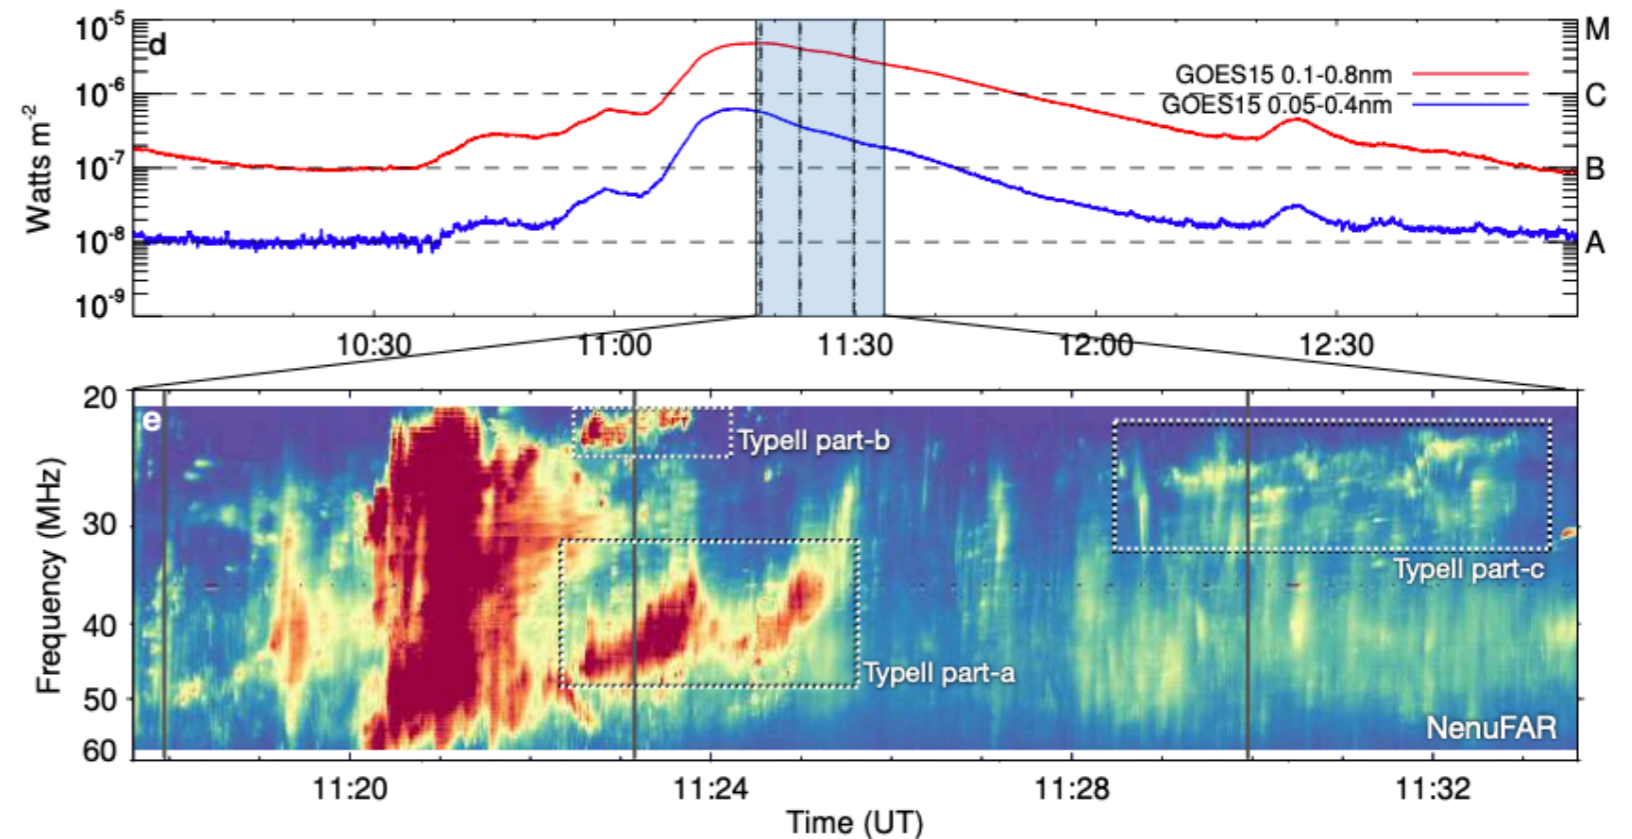 d
10-5
10-6
10-7
10-8
10-9
Watts m-2
M
C
B
A
GOES15 0.1-0.8nm
GOES15 0.05-0.4nm
10:30 11:00 11:30 12:00 12:30
e
20
30
40
50
60
Frequency (MHz)
TypeII part-b
TypeII part-c
TypeII part-a
NenuFAR
11:20 11:24 11:28 11:32
Time (UT)